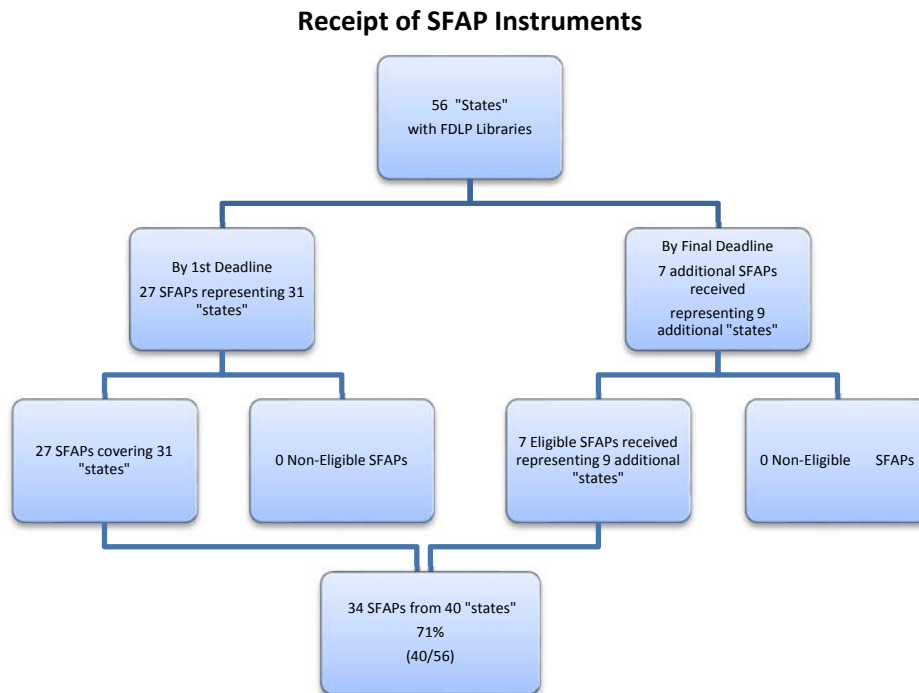 Receipt of SFAP Instruments
56 "States"
with FDLP Libraries
By 1st Deadline
27 SFAPs representing 31
"states"
By Final Deadline
7 additional SFAPs
received
representing 9
additional "states"
27 SFAPs covering 31
"states"
0 Non-Eligible SFAPs
7 Eligible SFAPs received
representing 9 additional
"states"
0 Non-Eligible SFAPs
34 SFAPs from 40 "states"
71%
(40/56)